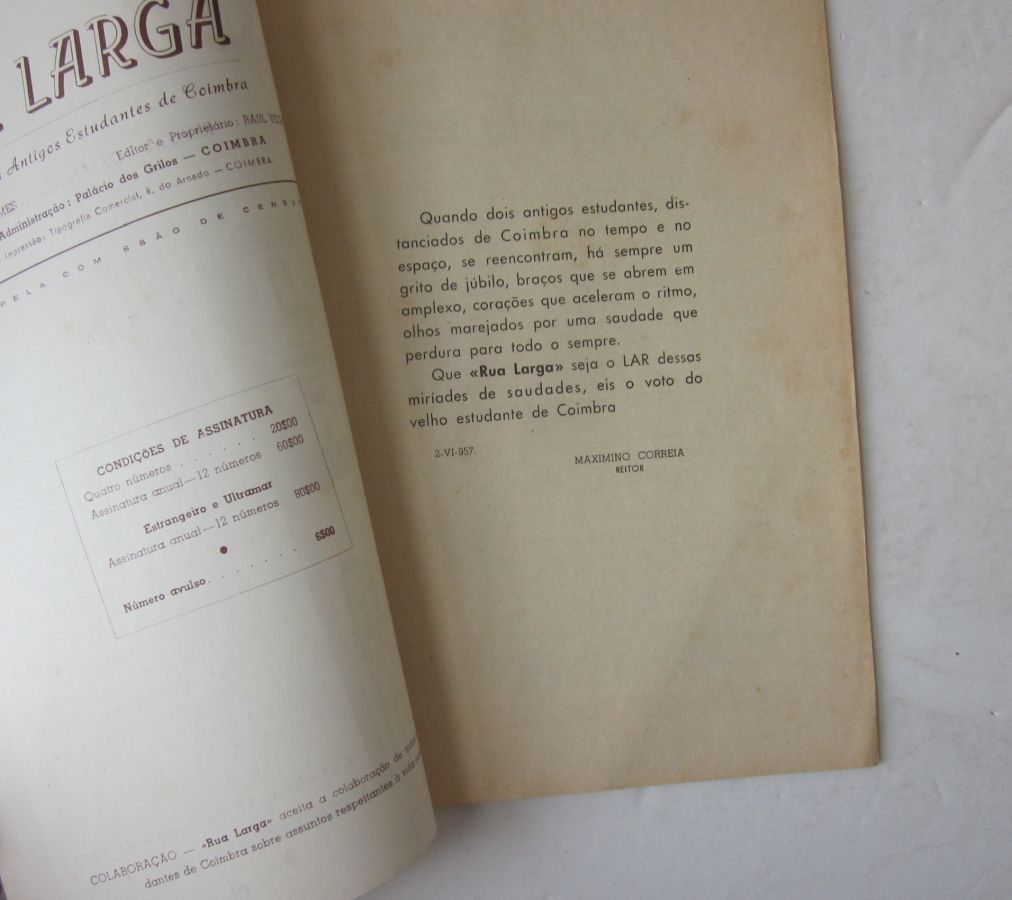 LARGA
Antigos Estudantes de Coimbra
Editor e Proprietário: RAUL
Administração: Palácio dos Grilos — COIMBRA
Impressão: Tipografia Comercial, R. do Arnado — COIMBRA
PELA COM SSÃO DE
CONDIÇÕES DE ASSINATURA
Quatro números . . . . . . 20$00
Assinatura anual—12 números 60$00
Estrangeiro e Ultramar
Assinatura anual—12 números 80$00
●
Número avulso. . . . . . . 6$00
COLABORAÇÃO — «Rua Larga» aceita a colaboração de
dantes de Coimbra sobre assuntos respeitantes à vida
Quando dois antigos estudantes, dis-
tanciados de Coimbra no tempo e no
espaço, se reencontram, há sempre um
grito de júbilo, braços que se abrem em
amplexo, corações que aceleram o ritmo,
olhos marejados por uma saudade que
perdura para todo o sempre.
Que «Rua Larga» seja o LAR dessas
miríades de saudades, eis o voto do
velho estudante de Coimbra
2-VI-957.
MAXIMINO CORREIA
REITOR